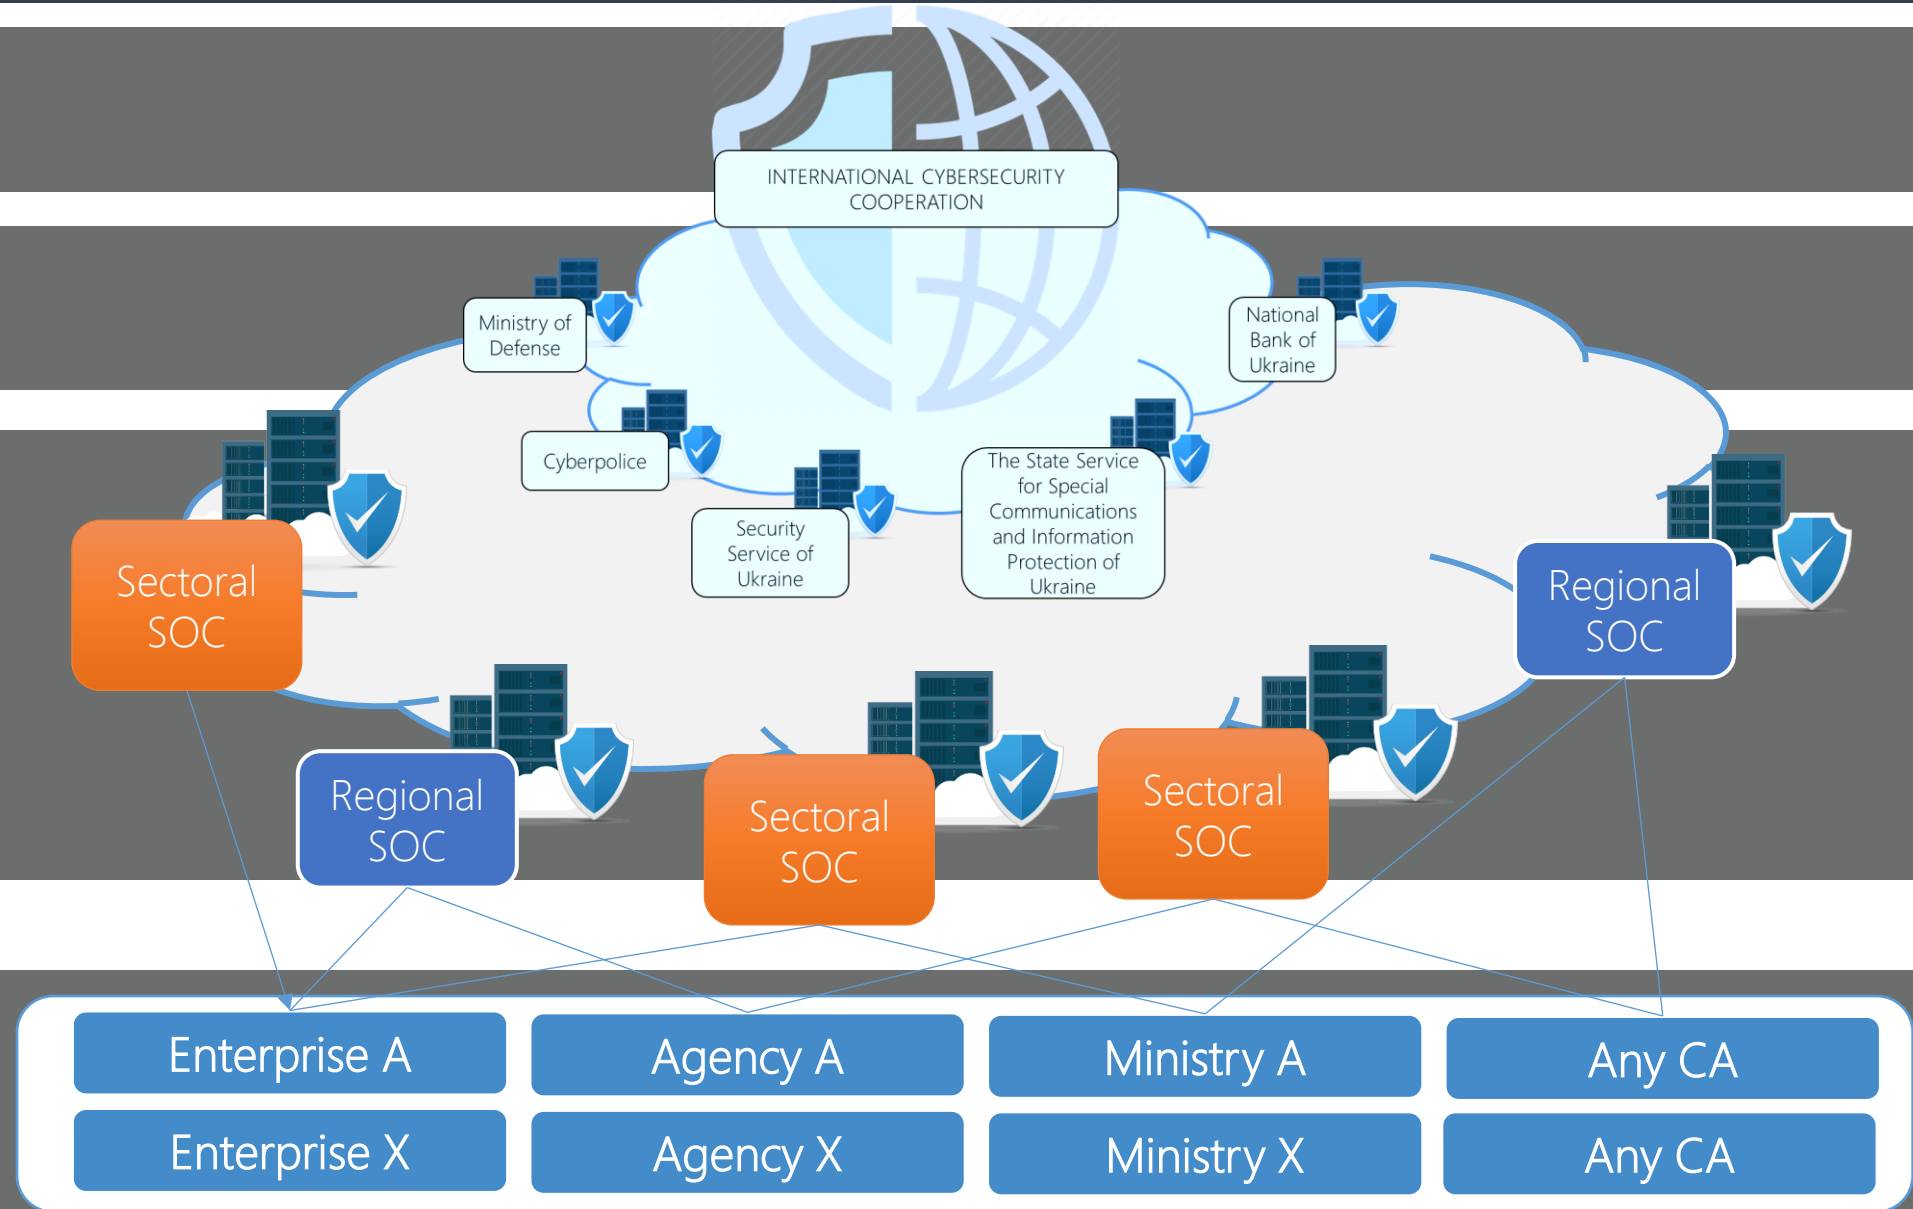 INTERNATIONAL CYBERSECURITY
COOPERATION
Ministry of
Defense
National
Bank of
Ukraine
Cyberpolice
Security
Service of
Ukraine
The State Service
for Special
Communications
and Information
Protection of
Ukraine
Sectoral
SOC
Regional
SOC
Regional
SOC
Sectoral
SOC
Sectoral
SOC
Enterprise A
Agency A
Ministry A
Any CA
Enterprise X
Agency X
Ministry X
Any CA